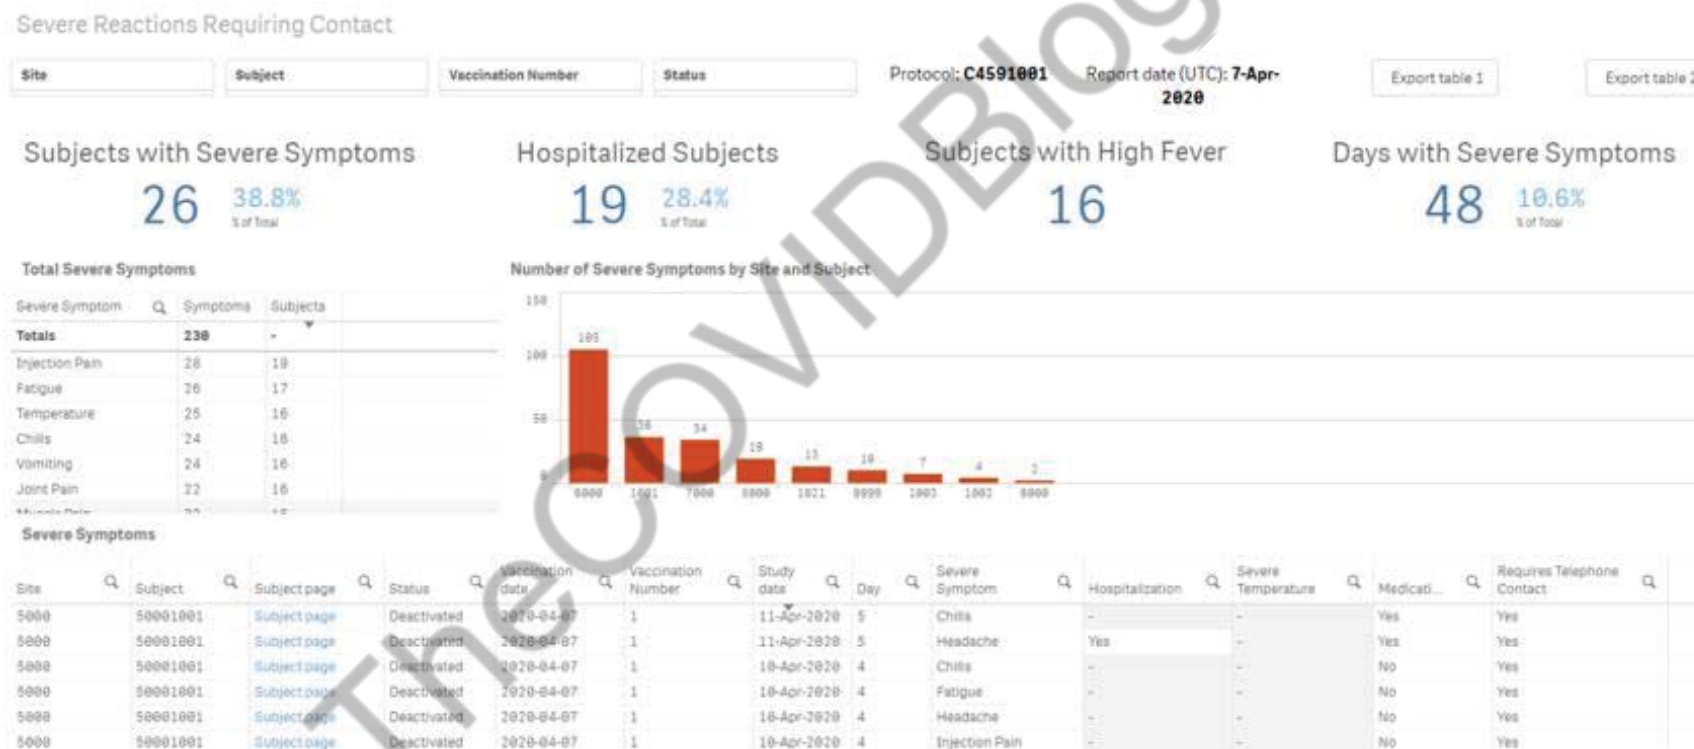 Severe Reactions Requiring Contact
Site Subject Vaccination Number Status Protocol: C4591001 Report date (UTC): 7-Apr-2020 Export table 1 Export table 2
Subjects with Severe Symptoms Hospitalized Subjects Subjects with High Fever Days with Severe Symptoms
26 38.8% % of Total 19 28.4% % of Total 16 48 10.6% % of Total
Total Severe Symptoms Number of Severe Symptoms by Site and Subject
Severe Symptom Symptoms Subjects
Totals 230 -
Injection Pain 28 19
Fatigue 26 17
Temperature 25 16
Chills 24 16
Vomiting 24 16
Joint Pain 22 16
150
100
50
0
105 36 34 19 13 10 7 4 2
1001 7000 1021 9999 1003 1002
Severe Symptoms
Site Subject Subject page Status Vaccination date Vaccination Number Study date Day Severe Symptom Hospitalization Severe Temperature Medicati... Requires Telephone Contact
5000 50001001 Subject page Deactivated 2020-04-07 1 11-Apr-2020 5 Chills - - Yes Yes
5000 50001001 Subject page Deactivated 2020-04-07 1 11-Apr-2020 5 Headache Yes - Yes Yes
5000 50001001 Subject page Deactivated 2020-04-07 1 10-Apr-2020 4 Chills - - No Yes
5000 50001001 Subject page Deactivated 2020-04-07 1 10-Apr-2020 4 Fatigue - - No Yes
5000 50001001 Subject page Deactivated 2020-04-07 1 10-Apr-2020 4 Headache - - No Yes
5000 50001001 Subject page Deactivated 2020-04-07 1 10-Apr-2020 4 Injection Pain - - No Yes
TheCOVIDBlog